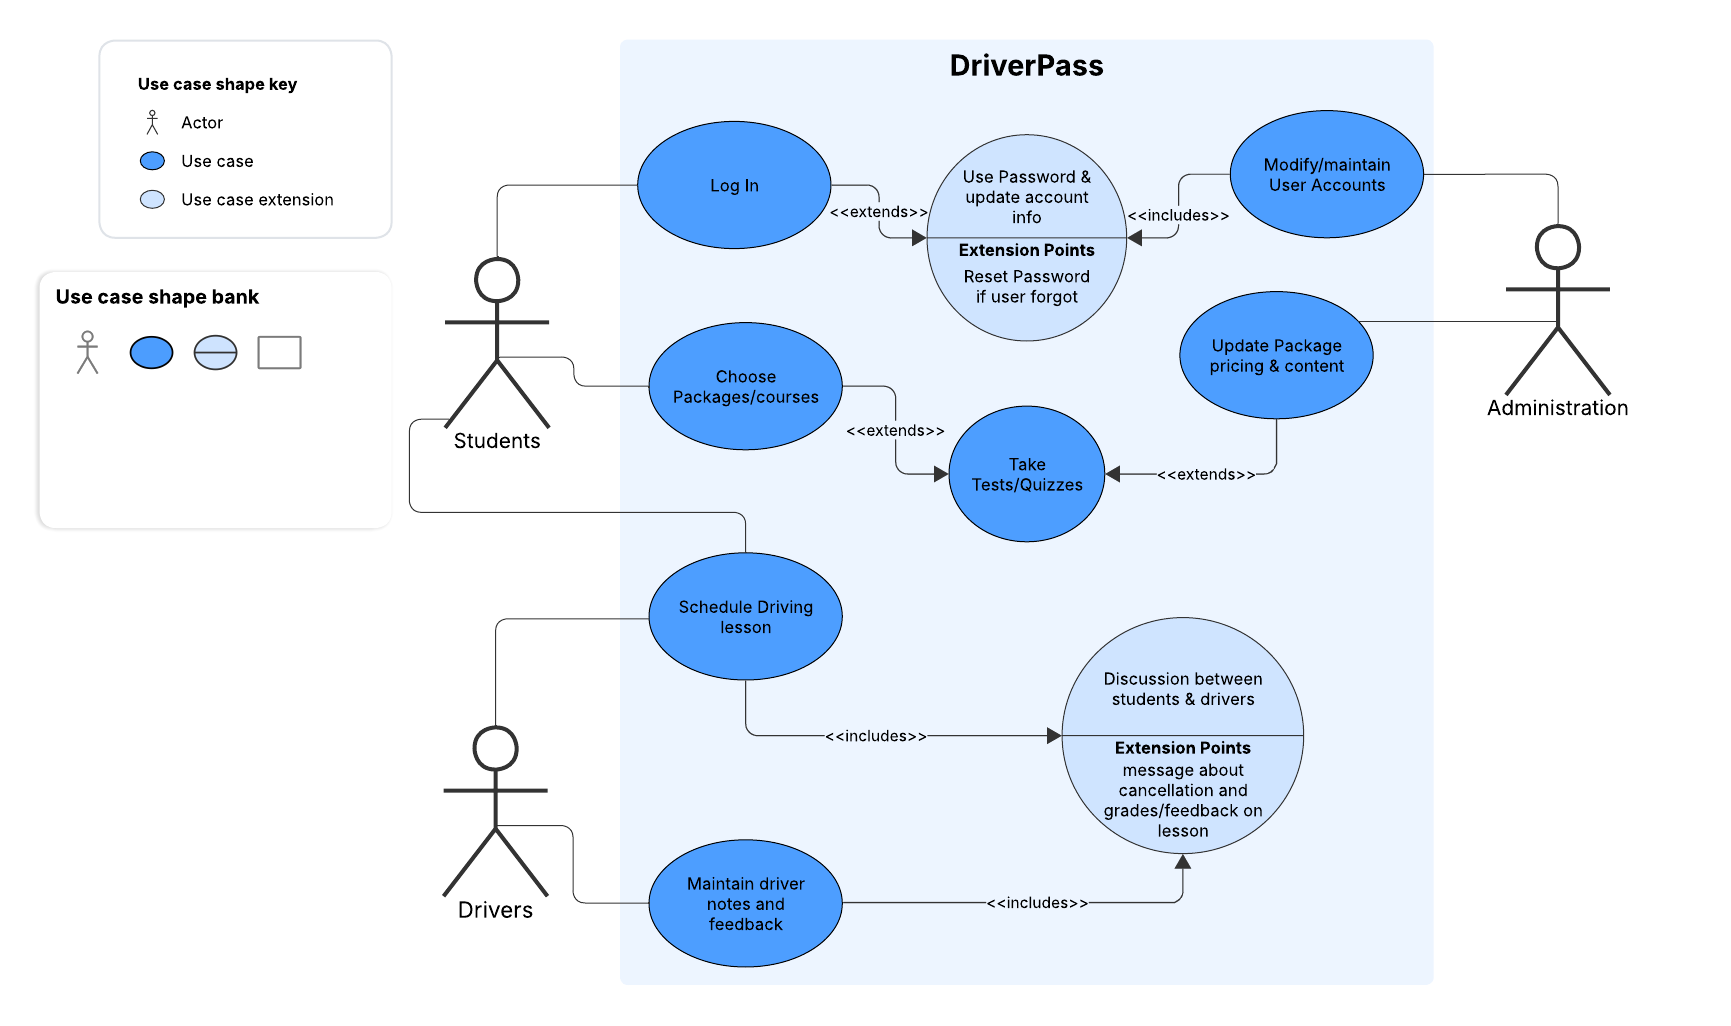 Use case shape key
Actor
Use case
Use case extension
Use case shape bank
DriverPass
Log In
<<extends>>
Use Password &
update account
info
Extension Points
Reset Password
if user forgot
<<includes>>
Modify/maintain
User Accounts
Students
Choose
Packages/courses
<<extends>>
Take
Tests/Quizzes
<<extends>>
Update Package
pricing & content
Administration
Schedule Driving
lesson
<<includes>>
Discussion between
students & drivers
Extension Points
message about
cancellation and
grades/feedback on
lesson
Drivers
Maintain driver
notes and
feedback
<<includes>>